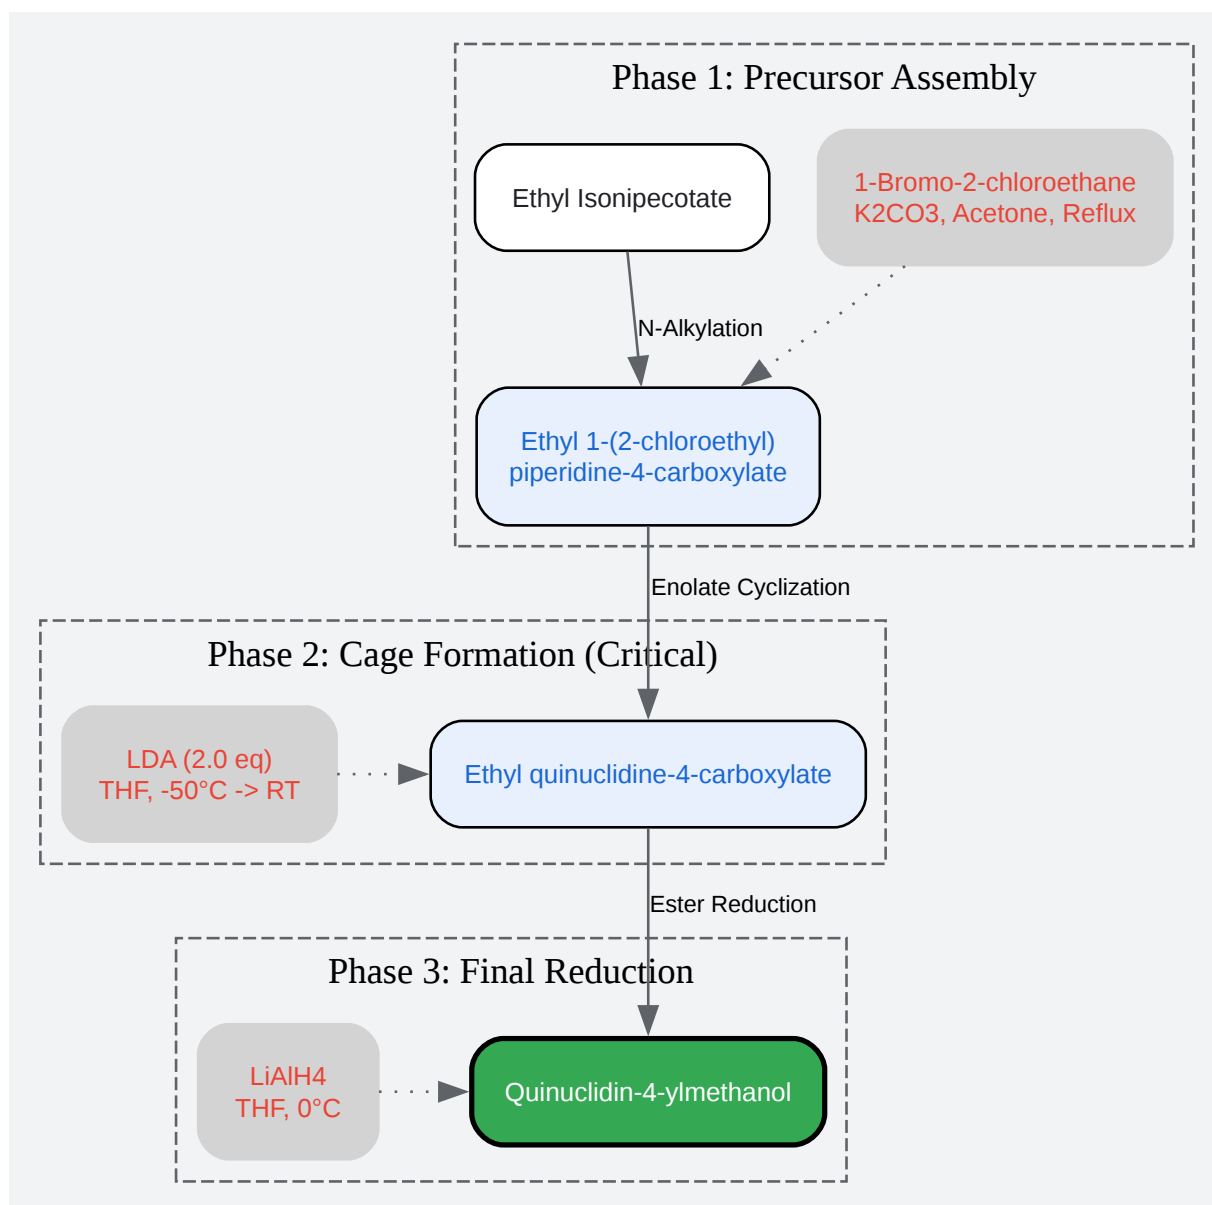 Phase 1: Precursor Assembly
Ethyl Isonipecotate
1-Bromo-2-chloroethane
K2CO3, Acetone, Reflux
N-Alkylation
Ethyl 1-(2-chloroethyl)
piperidine-4-carboxylate
Enolate Cyclization
Phase 2: Cage Formation (Critical)
LDA (2.0 eq)
THF, -50°C -> RT
Ethyl quinuclidine-4-carboxylate
Ester Reduction
Phase 3: Final Reduction
LiAlH4
THF, 0°C
Quinuclidin-4-ylmethanol